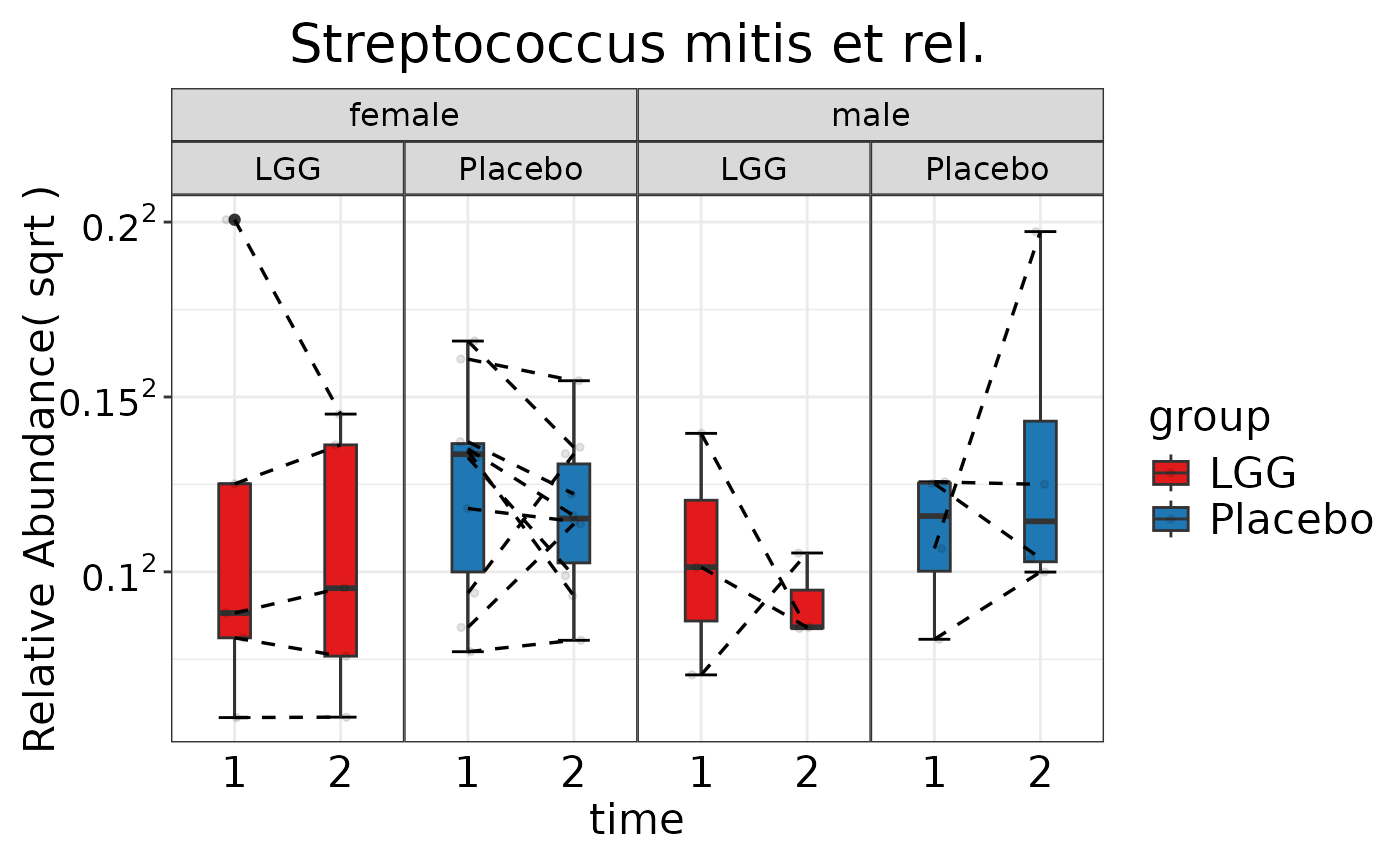 Streptococcus mitis et rel.
female male
LGG Placebo LGG Placebo
Relative Abundance( sqrt )
0.2²
0.15²
0.1²
1 2 1 2 1 2 1 2
time
group
LGG
Placebo